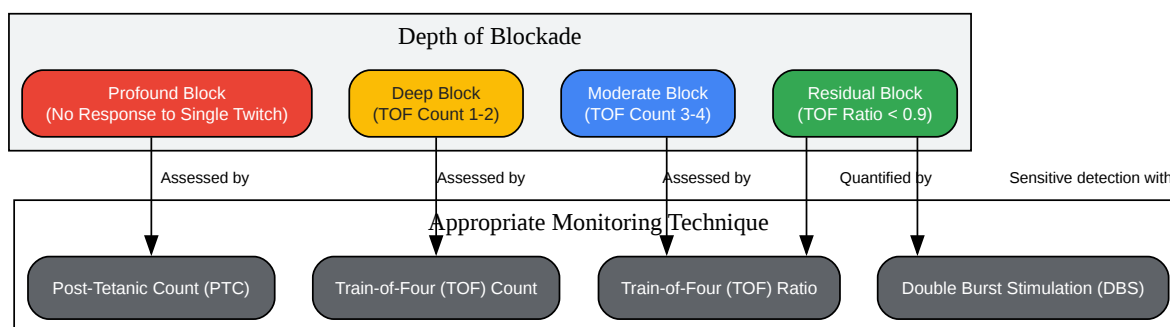 Depth of Blockade
Profound Block
(No Response to Single Twitch)
Deep Block
(TOF Count 1-2)
Moderate Block
(TOF Count 3-4)
Residual Block
(TOF Ratio < 0.9)
Assessed by
Assessed by
Assessed by
Quantified by
Sensitive detection with
Appropriate Monitoring Technique
Post-Tetanic Count (PTC)
Train-of-Four (TOF) Count
Train-of-Four (TOF) Ratio
Double Burst Stimulation (DBS)